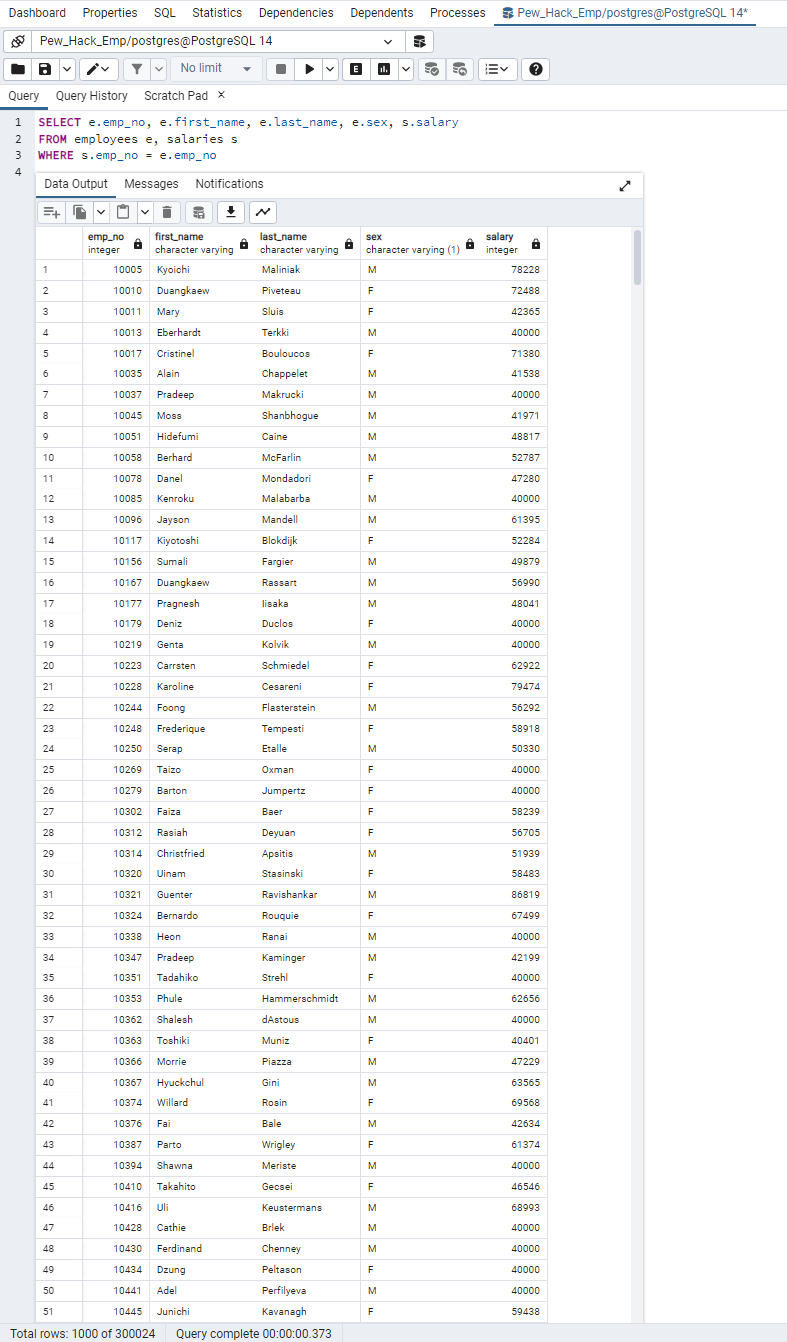 Dashboard Properties SQL Statistics Dependencies Dependents Processes Pew_Hack_Emp/postgres@PostgreSQL 14*
Pew_Hack_Emp/postgres@PostgreSQL 14
No limit E
Query Query History Scratch Pad ×
1 SELECT e.emp_no, e.first_name, e.last_name, e.sex, s.salary
2 FROM employees e, salaries s
3 WHERE s.emp_no = e.emp_no
4
Data Output Messages Notifications
emp_no first_name last_name sex salary
integer character varying character varying character varying (1) integer
1 10005 Kyoichi Maliniak M 78228
2 10010 Duangkaew Piveteau F 72488
3 10011 Mary Sluis F 42365
4 10013 Eberhardt Terkki M 40000
5 10017 Cristinel Bouloucos F 71380
6 10035 Alain Chappelet M 41538
7 10037 Pradeep Makrucki M 40000
8 10045 Moss Shanbhogue M 41971
9 10051 Hidefumi Caine M 48817
10 10058 Berhard McFarlin M 52787
11 10078 Danel Mondadori F 47280
12 10085 Kenroku Malabarba M 40000
13 10096 Jayson Mandell M 61395
14 10117 Kiyotoshi Blokdijk F 52284
15 10156 Sumali Fargier M 49879
16 10167 Duangkaew Rassart M 56990
17 10177 Pragnesh Iisaka M 48041
18 10179 Deniz Duclos F 40000
19 10219 Genta Kolvik M 40000
20 10223 Carrsten Schmiedel F 62922
21 10228 Karoline Cesareni F 79474
22 10244 Foong Flasterstein M 56292
23 10248 Frederique Tempesti F 58918
24 10250 Serap Etalle M 50330
25 10269 Taizo Oxman F 40000
26 10279 Barton Jumpertz F 40000
27 10302 Faiza Baer F 58239
28 10312 Rasiah Deyuan F 56705
29 10314 Christfried Apsitis M 51939
30 10320 Uinam Stasinski F 58483
31 10321 Guenter Ravishankar M 86819
32 10324 Bernardo Rouquie F 67499
33 10338 Heon Ranai M 40000
34 10347 Pradeep Kaminger M 42199
35 10351 Tadahiko Strehl F 40000
36 10353 Phule Hammerschmidt M 62656
37 10362 Shalesh dAstous M 40000
38 10363 Toshiki Muniz F 40401
39 10366 Morrie Piazza M 47229
40 10367 Hyuckchul Gini M 63565
41 10374 Willard Rosin F 69568
42 10376 Fai Bale M 42634
43 10387 Parto Wrigley F 61374
44 10394 Shawna Meriste M 40000
45 10410 Takahito Gecsei F 46546
46 10416 Uli Keustermans M 68993
47 10428 Cathie Brlek M 40000
48 10430 Ferdinand Chenney M 40000
49 10434 Dzung Peltason F 40000
50 10441 Adel Perfilyeva M 40000
51 10445 Junichi Kavanagh F 59438
Total rows: 1000 of 300024 Query complete 00:00:00.373